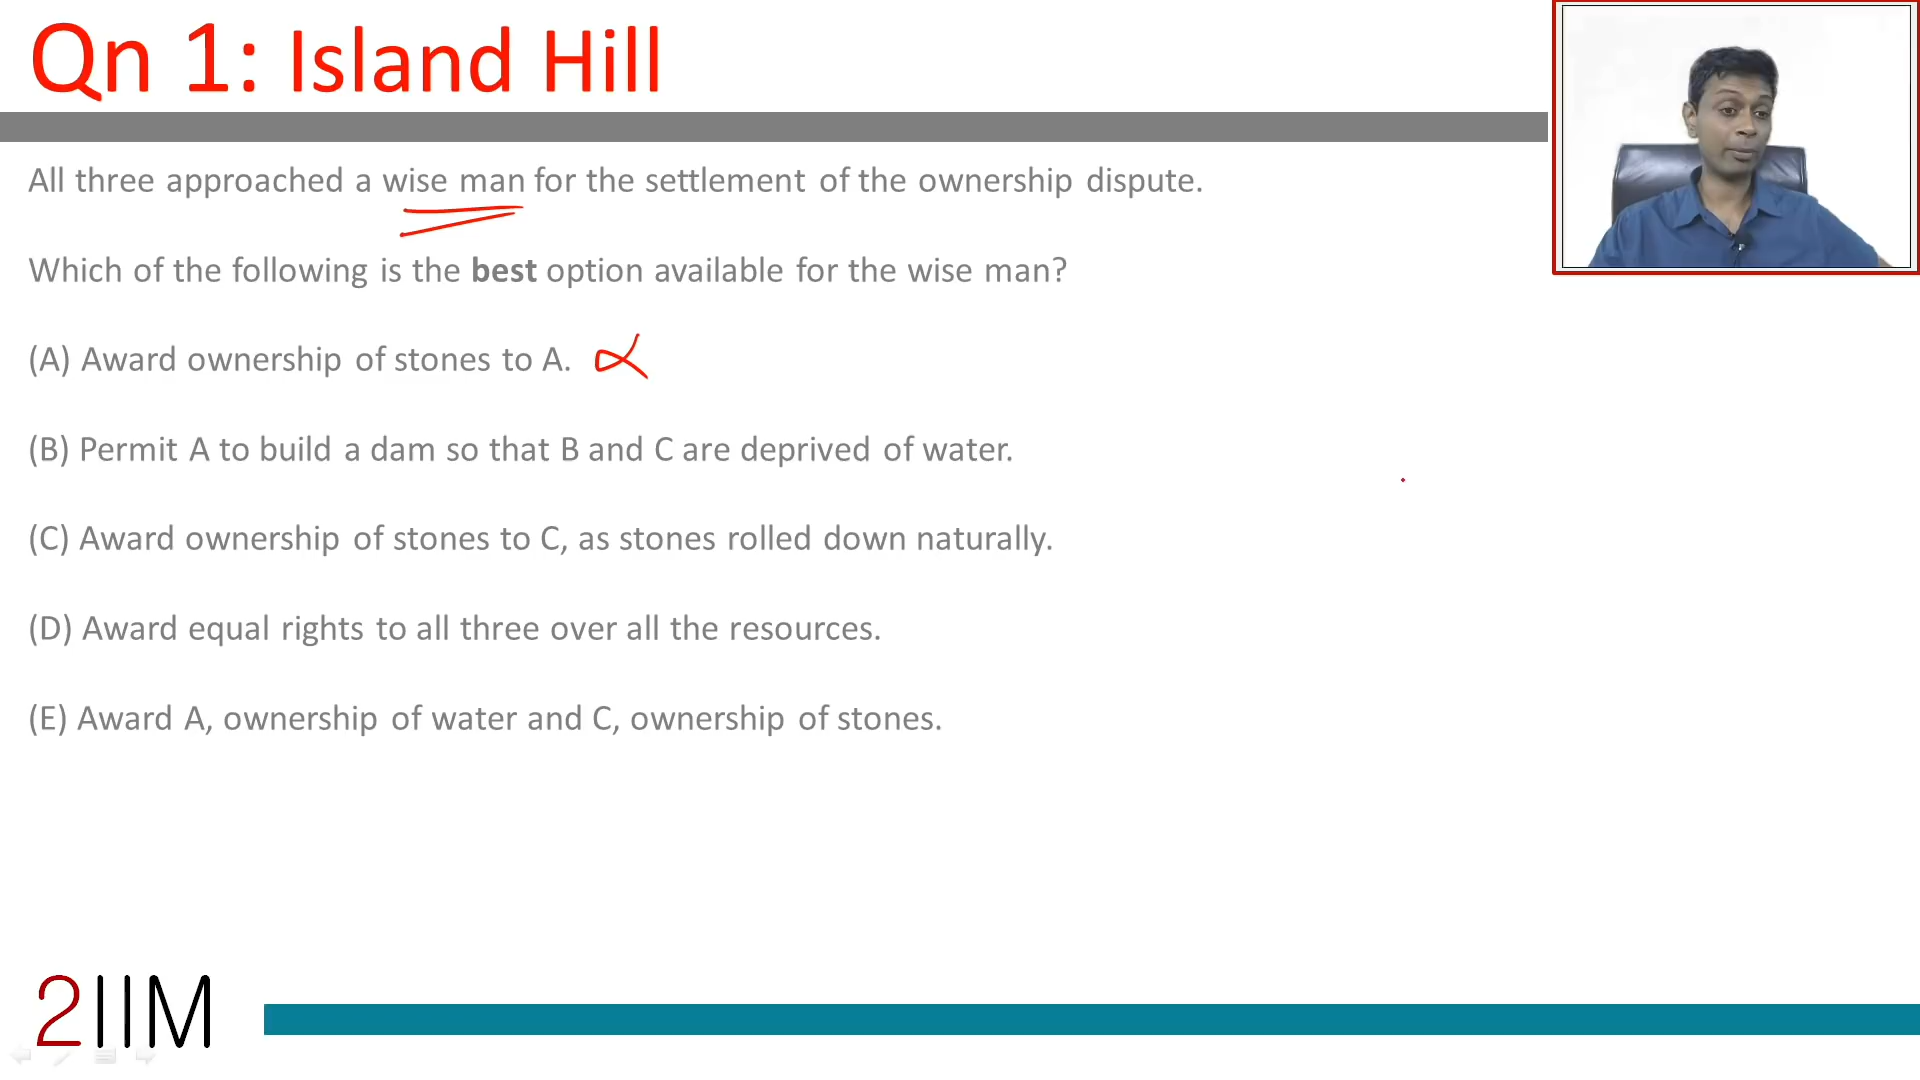 Qn 1: Island Hill
All three approached a wise man for the settlement of the ownership dispute.
Which of the following is the best option available for the wise man?
(A) Award ownership of stones to A.
(B) Permit A to build a dam so that B and C are deprived of water.
(C) Award ownership of stones to C, as stones rolled down naturally.
(D) Award equal rights to all three over all the resources.
(E) Award A, ownership of water and C, ownership of stones.
2IIM